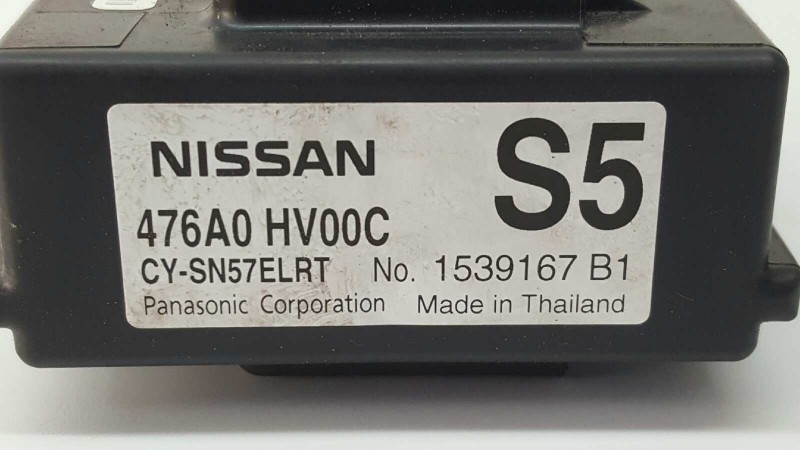 NISSAN S5
476A0 HV00C
CY-SN57ELRT No. 1539167 B1
Panasonic Corporation Made in Thailand